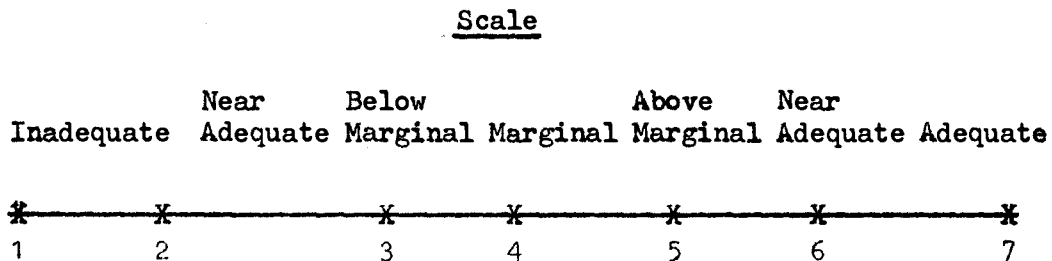 Scale
Near Below Above Near
Inadequate Adequate Marginal Marginal Marginal Adequate Adequate
1 2 3 4 5 6 7